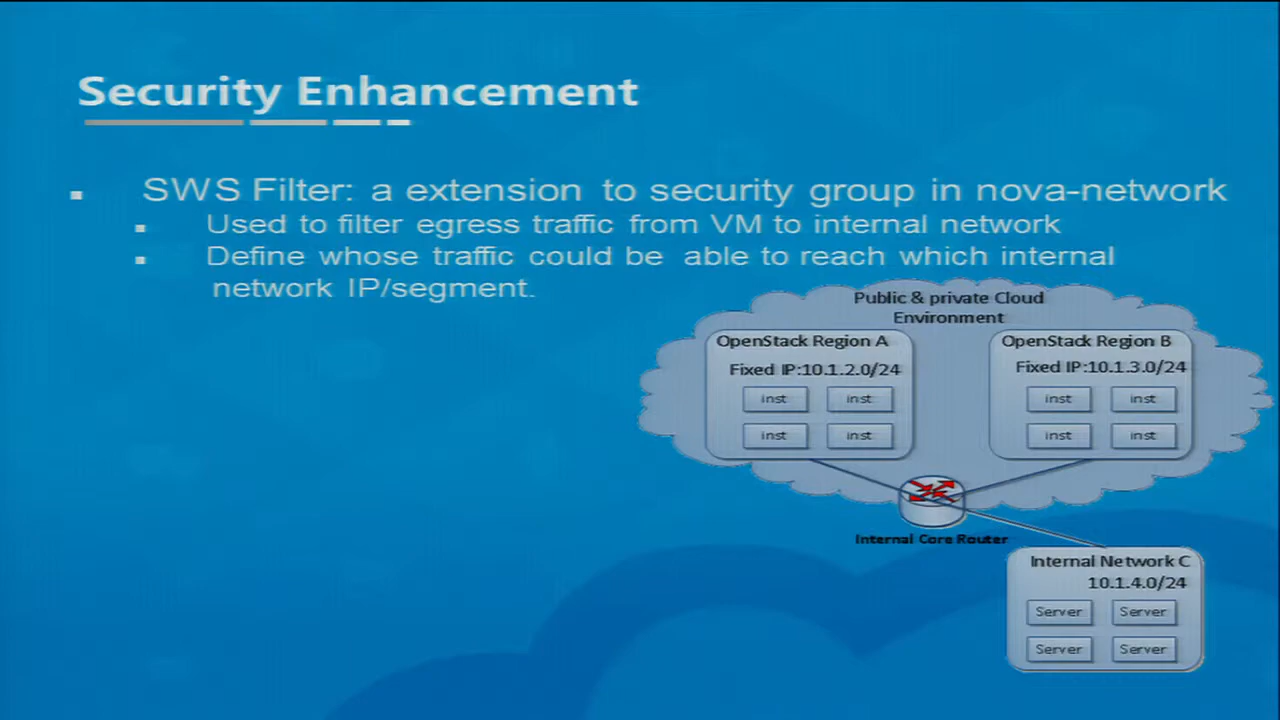 Security Enhancement
SWS Filter: a extension to security group in nova-network
Used to filter egress traffic from VM to internal network
Define whose traffic could be able to reach which internal
network IP/segment.
Public & private Cloud
Environment
OpenStack Region A
Fixed IP:10.1.2.0/24
inst inst
inst inst
OpenStack Region B
Fixed IP:10.1.3.0/24
inst inst
inst inst
Internal Core Router
Internal Network C
10.1.4.0/24
Server Server
Server Server